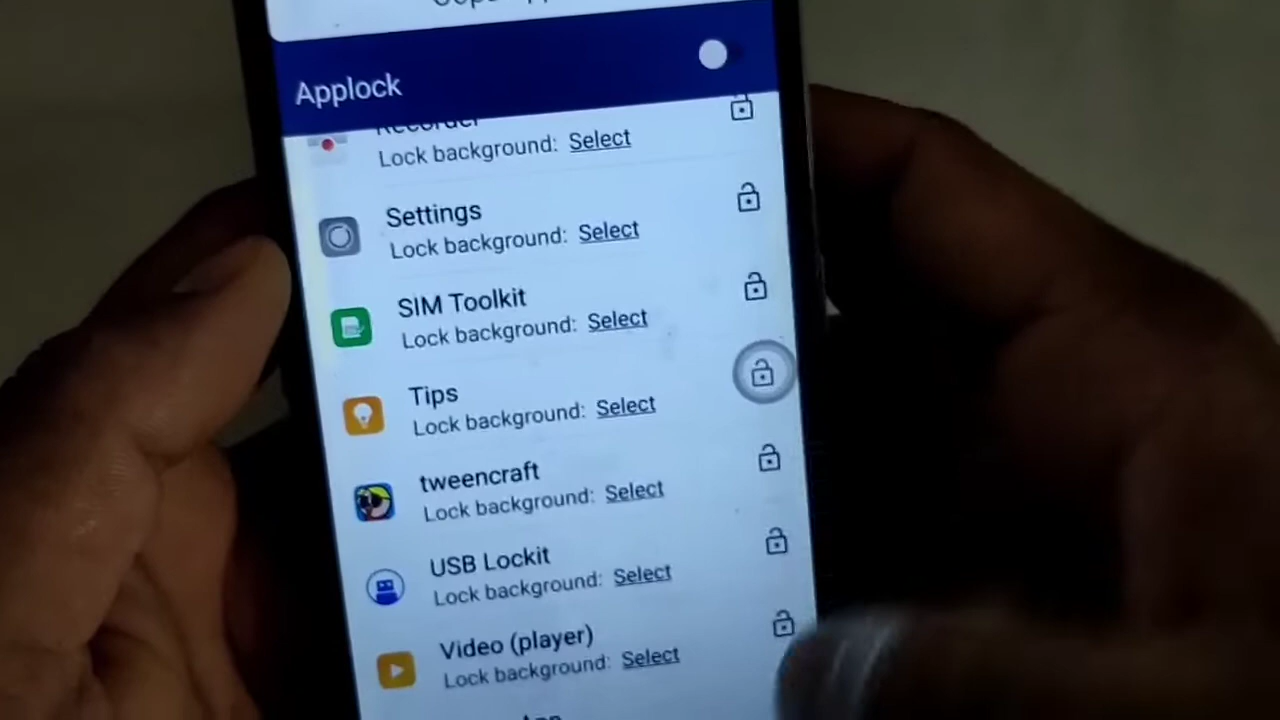 Applock
Recorder
Lock background: Select
Settings
Lock background: Select
SIM Toolkit
Lock background: Select
Tips
Lock background: Select
tweencraft
Lock background: Select
USB Lockit
Lock background: Select
Video (player)
Lock background: Select